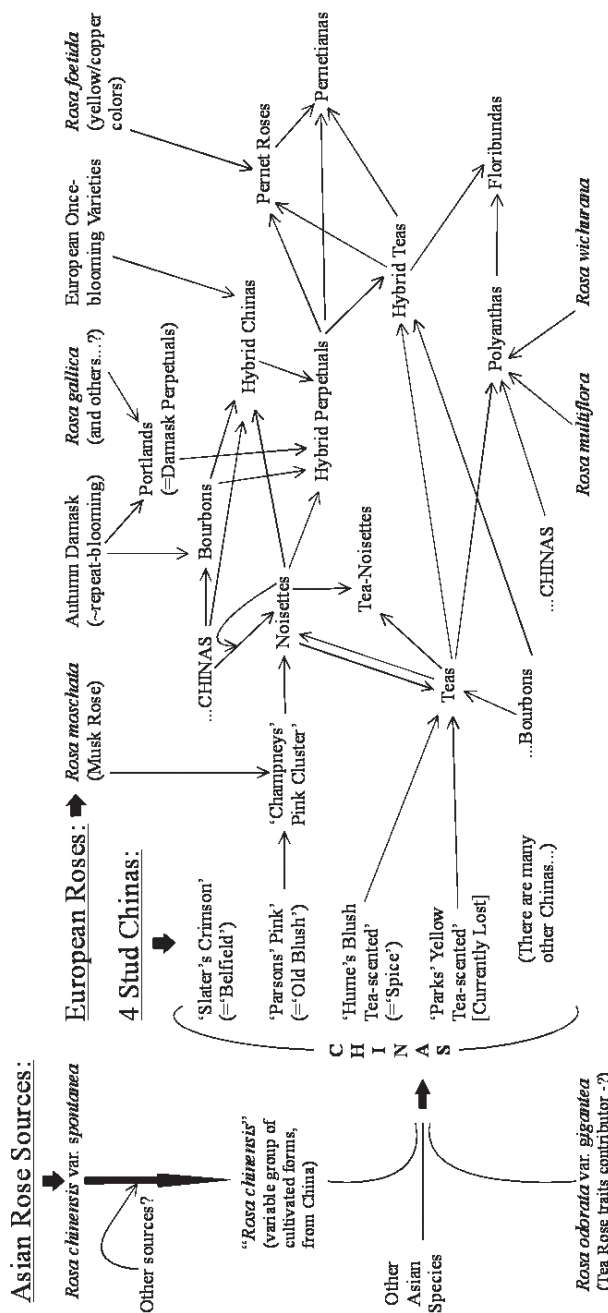 Asian Rose Sources:
Rosa chinensis var. spontanea
Other sources?
“Rosa chinensis”
(variable group of
cultivated forms,
from China)
Other
Asian
Species
Rosa odorata var. gigantea
(Tea Rose traits contributor -?)
C
H
I
N
A
S
European Roses:
4 Stud Chinas:
‘Slater’s Crimson’
(=‘Belfield’)
‘Parsons’ Pink’
(=‘Old Blush’)
‘Hume’s Blush
Tea-scented’
(=‘Spice’)
‘Parks’ Yellow
Tea-scented’
[Currently Lost]
(There are many
other Chinas...)
Rosa moschata
(Musk Rose)
Autumn Damask
(~repeat-blooming)
Rosa gallica
(and others...?)
European Once-
blooming Varieties
Rosa foetida
(yellow/copper
colors)
‘Champneys’
Pink Cluster’
...CHINAS
Noisettes
Bourbons
Portlands
(=Damask Perpetuals)
Hybrid Chinas
Hybrid Perpetuals
Pernet Roses
Pernetianas
Tea-Noisettes
Teas
...Bourbons
Hybrid Teas
...CHINAS
Polyanthas
Floribundas
Rosa multiflora
Rosa wichurana